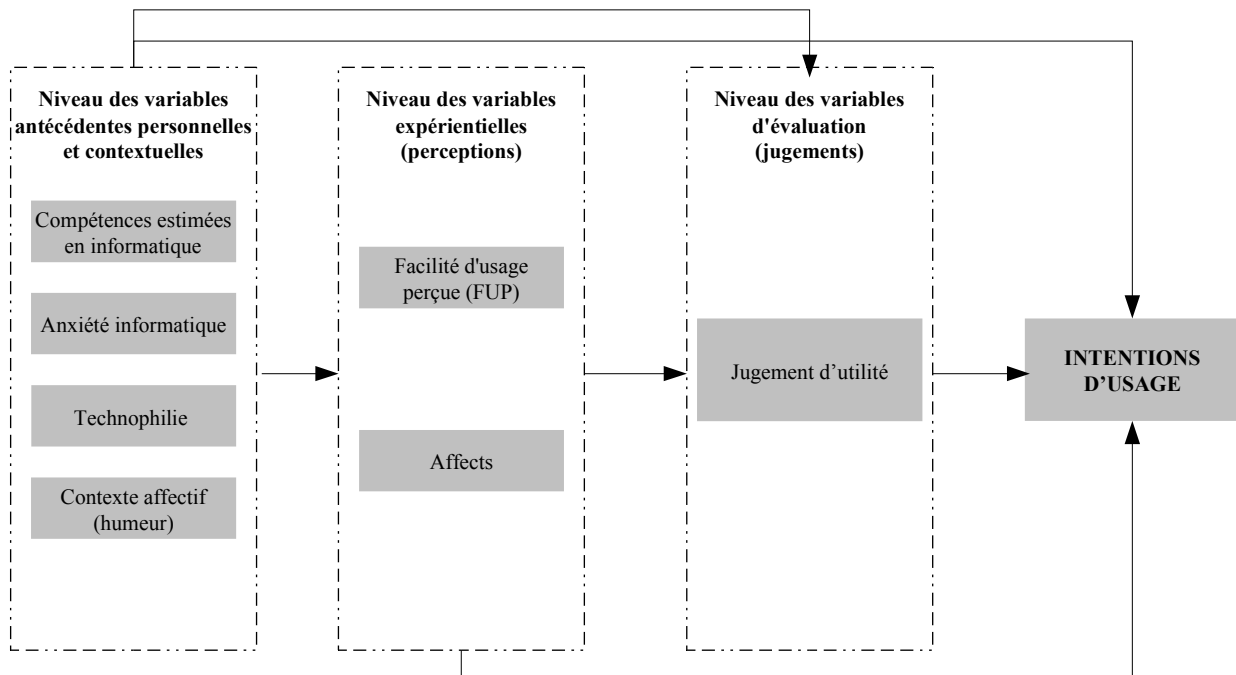 Niveau des variables
antécédentes personnelles
et contextuelles
Compétences estimées
en informatique
Anxiété informatique
Technophilie
Contexte affectif
(humeur)
Niveau des variables
expérientielles
(perceptions)
Facilité d'usage
perçue (FUP)
Affects
Niveau des variables
d'évaluation
(jugements)
Jugement d’utilité
INTENTIONS
D’USAGE